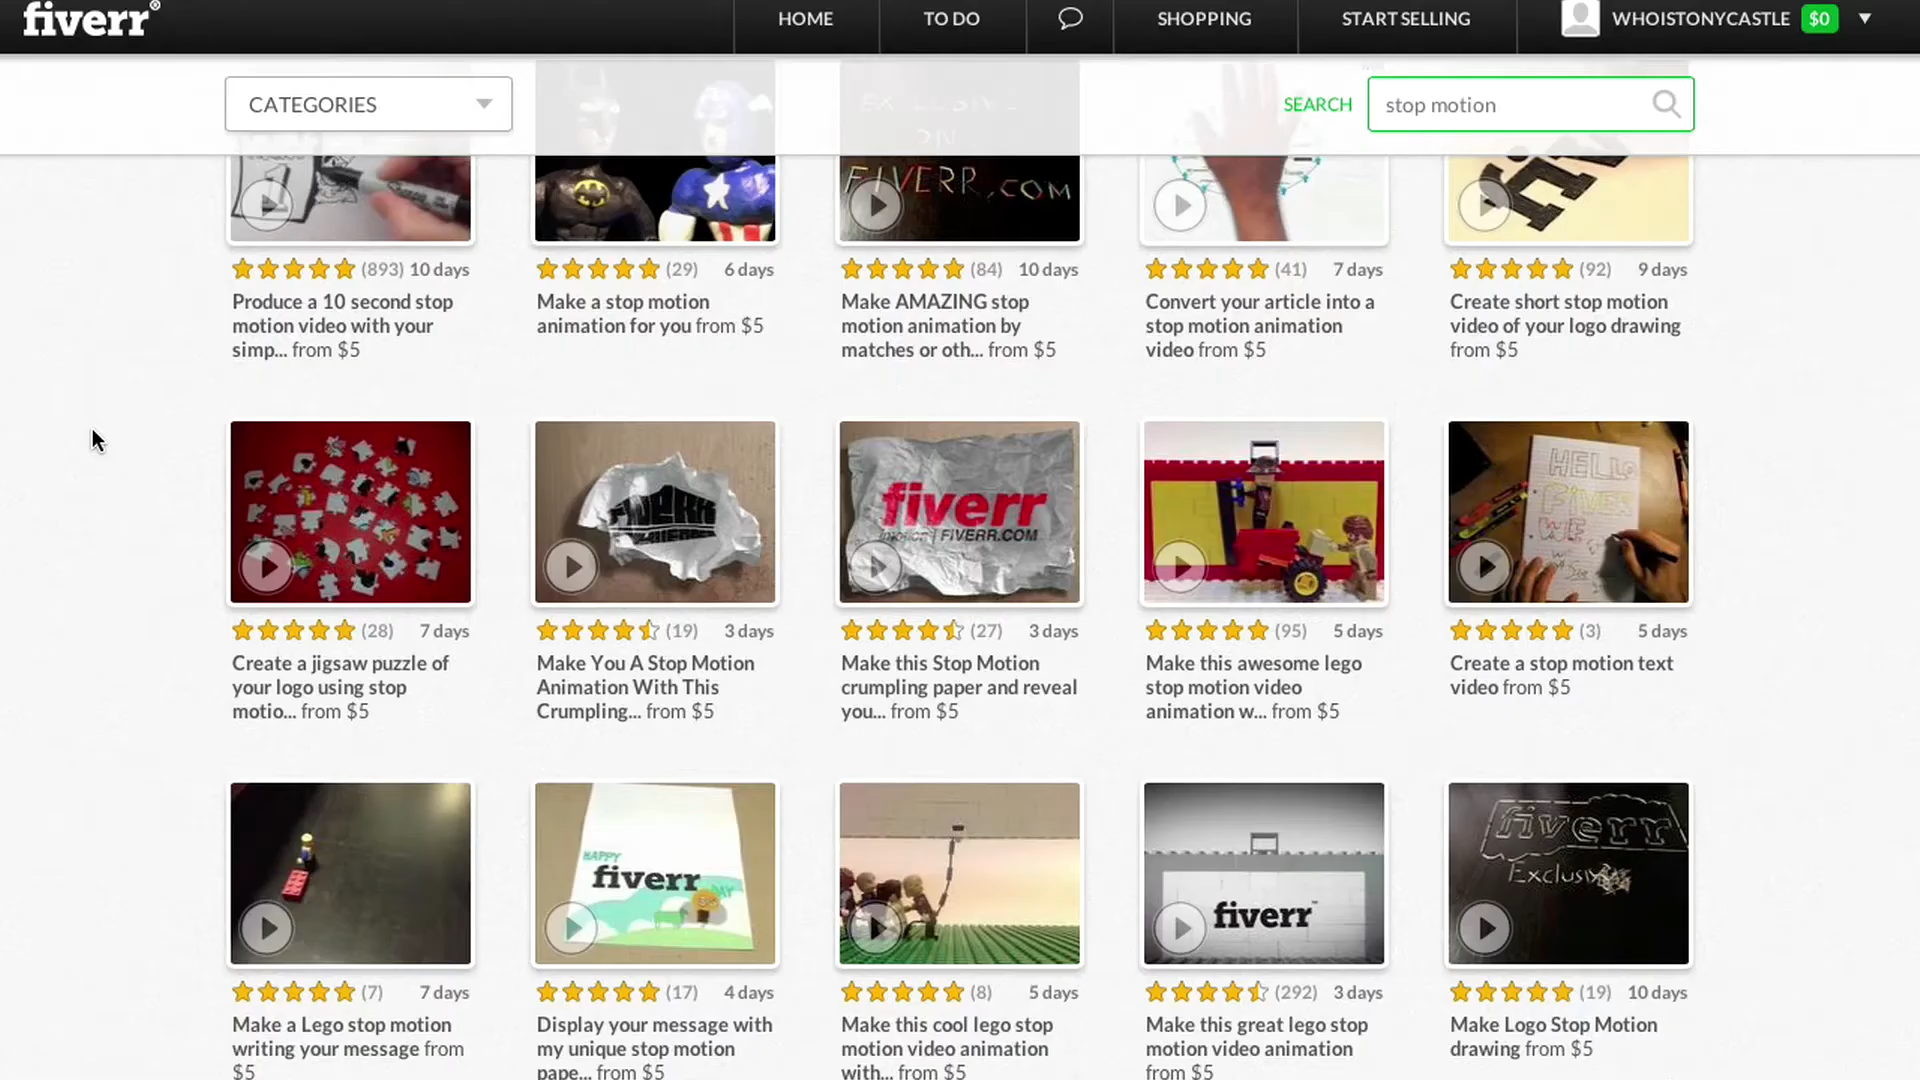 fiverr®
HOME
TO DO
SHOPPING
START SELLING
WHOISTONYCASTLE
$0
CATEGORIES
SEARCH
stop motion
FIVERR.COM
(893) 10 days
Produce a 10 second stop
motion video with your
simp... from $5
(29) 6 days
Make a stop motion
animation for you from $5
(84) 10 days
Make AMAZING stop
motion animation by
matches or oth... from $5
(41) 7 days
Convert your article into a
stop motion animation
video from $5
(92) 9 days
Create short stop motion
video of your logo drawing
from $5
fiverr
FIVERR.COM
HELLO
FIVERR
WE
(28) 7 days
Create a jigsaw puzzle of
your logo using stop
motio... from $5
(19) 3 days
Make You A Stop Motion
Animation With This
Crumpling... from $5
(27) 3 days
Make this Stop Motion
crumpling paper and reveal
you... from $5
(95) 5 days
Make this awesome lego
stop motion video
animation w... from $5
(3) 5 days
Create a stop motion text
video from $5
HAPPY
fiverr
DAY
fiverr
fiverr
Exclusiv
(7) 7 days
Make a Lego stop motion
writing your message from
$5
(17) 4 days
Display your message with
my unique stop motion
pape... from $5
(8) 5 days
Make this cool lego stop
motion video animation
with... from $5
(292) 3 days
Make this great lego stop
motion video animation
from $5
(19) 10 days
Make Logo Stop Motion
drawing from $5